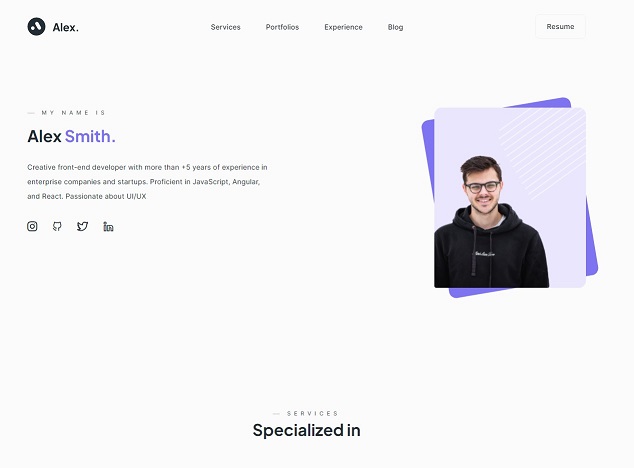 Alex.
Services
Portfolios
Experience
Blog
Resume
— MY NAME IS
Alex Smith.
Creative front-end developer with more than +5 years of experience in
enterprise companies and startups. Proficient in JavaScript, Angular,
and React. Passionate about UI/UX
— SERVICES
Specialized in